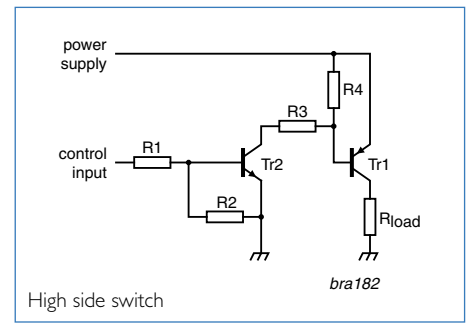 power
supply
R4
R3
R1
control
input
Tr2
Tr1
R2
Rload
bra182
High side switch